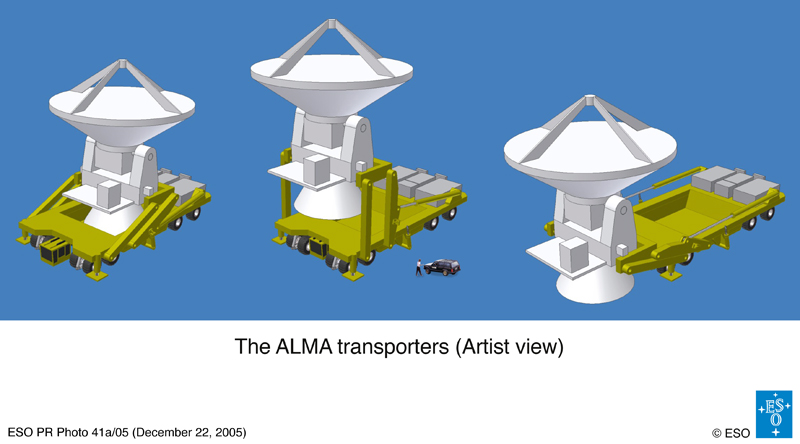 The ALMA transporters (Artist view)
ESO PR Photo 41a/05 (December 22, 2005)
© ESO
ESO